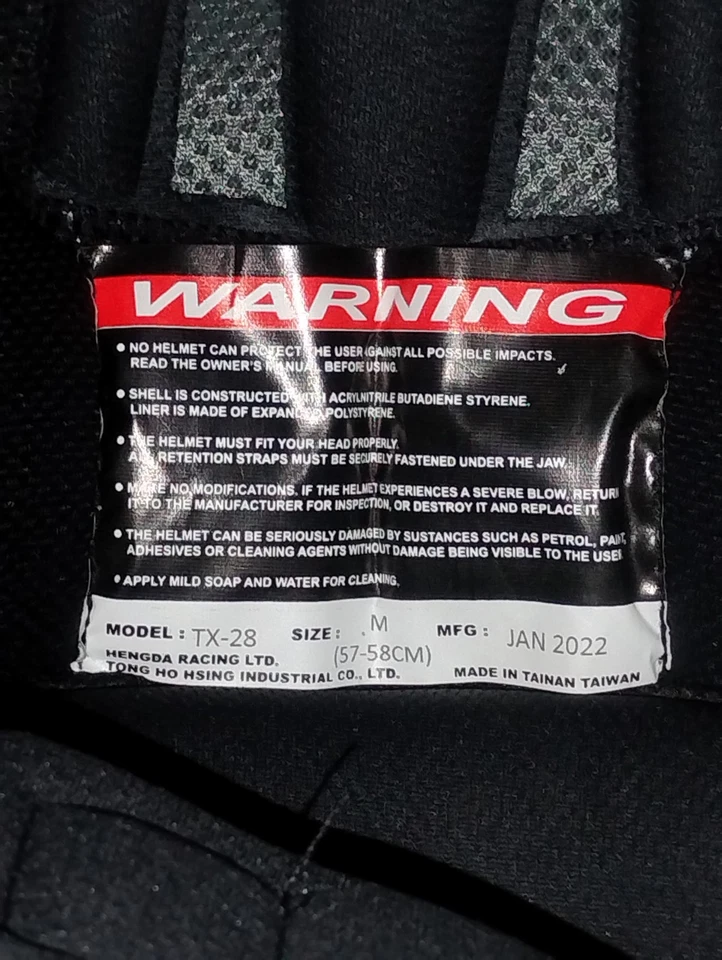 WARNING
● NO HELMET CAN PROTECT THE USER GAINST ALL POSSIBLE IMPACTS.
READ THE OWNER'S MANUAL BEFORE USING.
● SHELL IS CONSTRUCTED WITH ACRYLNITRILE BUTADIENE STYRENE.
LINER IS MADE OF EXPANDED POLYSTYRENE.
● THE HELMET MUST FIT YOUR HEAD PROPERLY.
ALL RETENTION STRAPS MUST BE SECURELY FASTENED UNDER THE JAW.
● MAKE NO MODIFICATIONS. IF THE HELMET EXPERIENCES A SEVERE BLOW, RETURN
IT TO THE MANUFACTURER FOR INSPECTION, OR DESTROY IT AND REPLACE IT.
● THE HELMET CAN BE SERIOUSLY DAMAGED BY SUSTANCES SUCH AS PETROL, PAINT,
ADHESIVES OR CLEANING AGENTS WITHOUT DAMAGE BEING VISIBLE TO THE USER
● APPLY MILD SOAP AND WATER FOR CLEANING.
MODEL : TX-28 SIZE : M MFG : JAN 2022
(57-58CM)
HENGDA RACING LTD.
TONG HO HSING INDUSTRIAL CO., LTD. MADE IN TAINAN TAIWAN